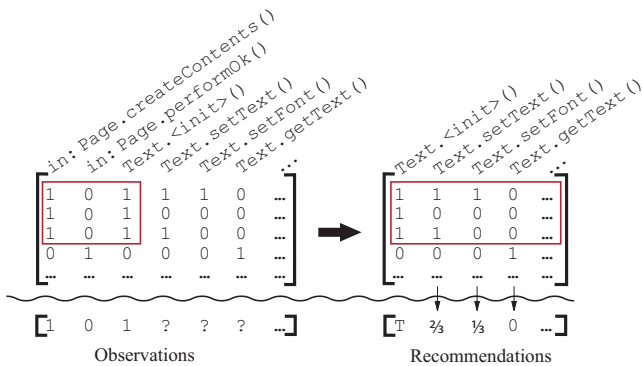 in: Page.createContents()
in: Page.performOk()
Text.<init>()
Text.setText()
Text.setFont()
Text.getText()
...
Text.<init>()
Text.setText()
Text.setFont()
Text.getText()
...
1 0 1 1 1 0 ...
1 0 1 0 0 0 ...
1 0 1 1 0 0 ...
0 1 0 0 0 1 ...
... ... ... ... ... ... ...
1 1 1 0 ...
1 0 0 0 ...
1 1 0 0 ...
0 0 0 1 ...
... ... ... ... ...
1 0 1 ? ? ? ...
T ⅔ ⅓ 0 ...
Observations
Recommendations